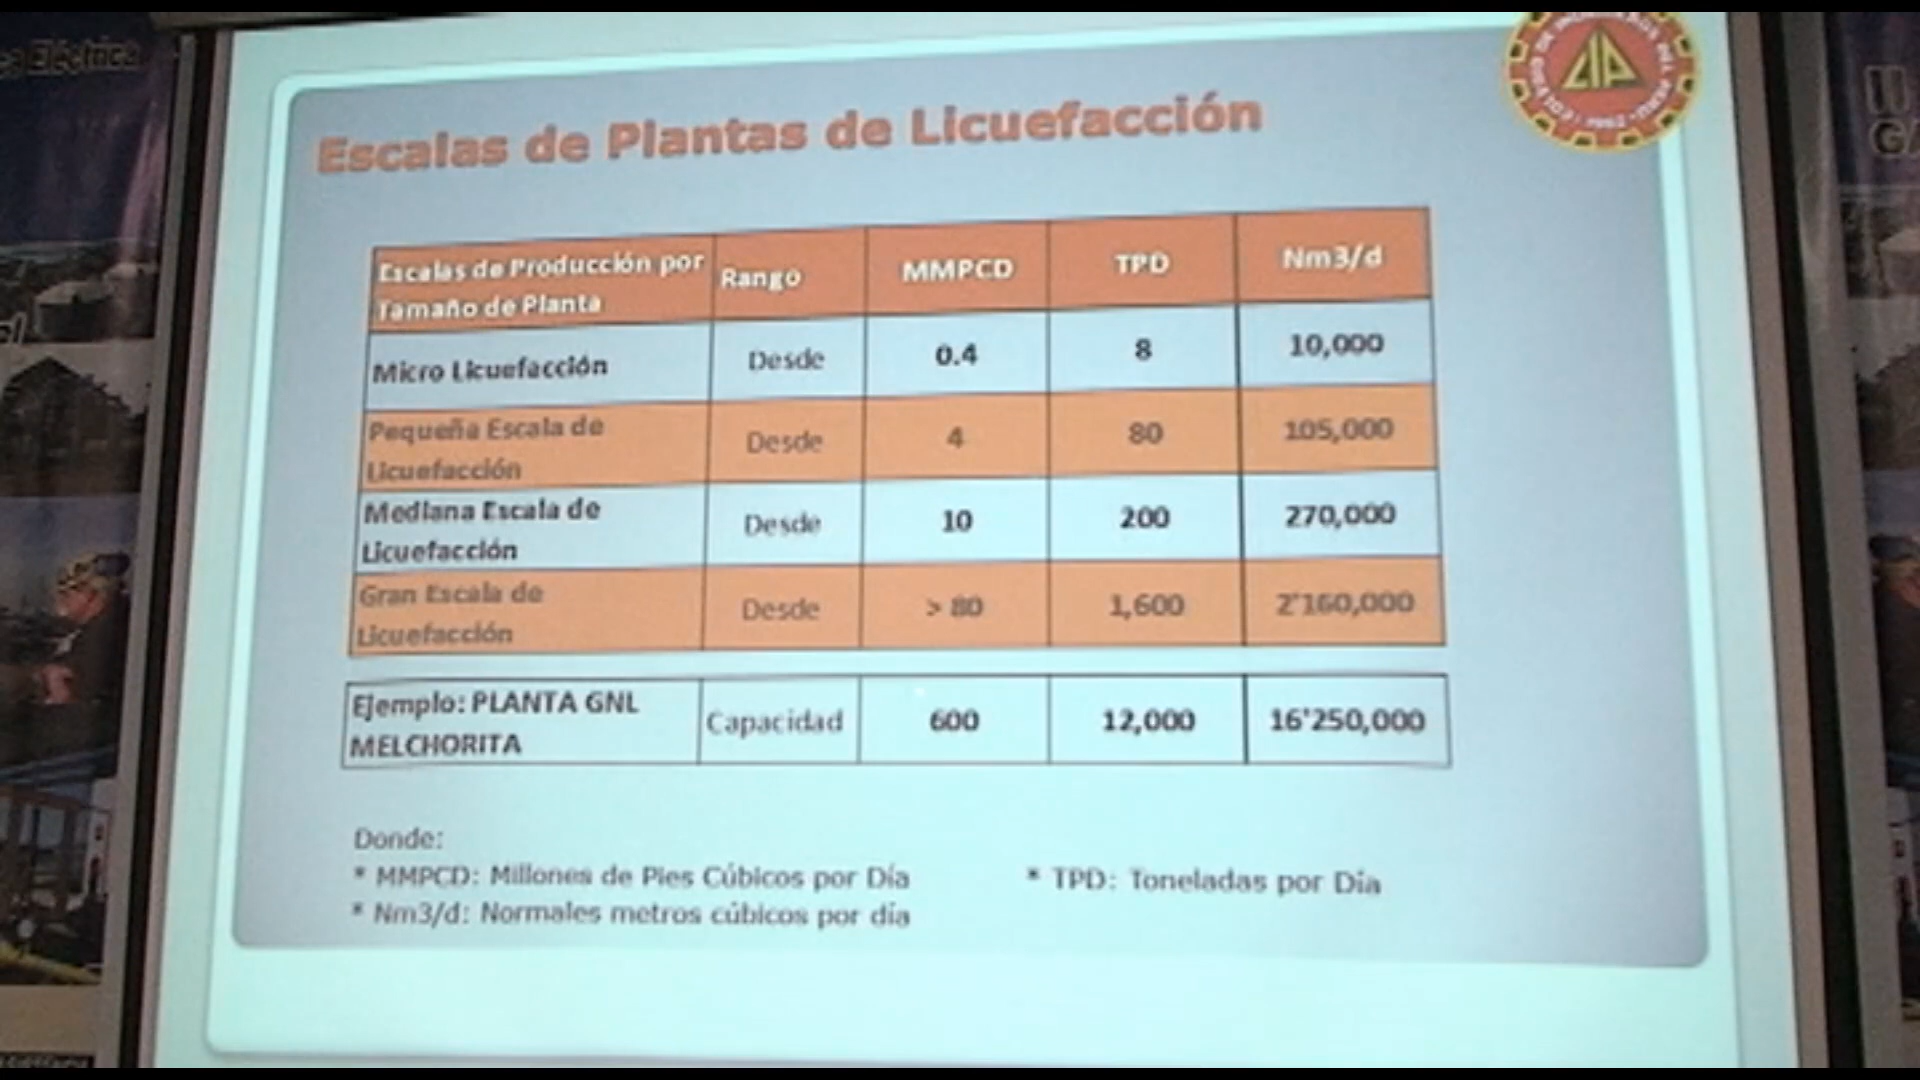 Eléctrica
Escalas de Plantas de Licuefacción
Escalas de Producción por Tamaño de Planta Rango MMPCD TPD Nm3/d
Micro Licuefacción Desde 0.4 8 10,000
Pequeña Escala de Licuefacción Desde 4 80 105,000
Mediana Escala de Licuefacción Desde 10 200 270,000
Gran Escala de Licuefacción Desde > 80 1,600 2'160,000
Ejemplo: PLANTA GNL MELCHORITA Capacidad 600 12,000 16'250,000
Donde:
* MMPCD: Millones de Pies Cúbicos por Día * TPD: Toneladas por Día
* Nm3/d: Normales metros cúbicos por día